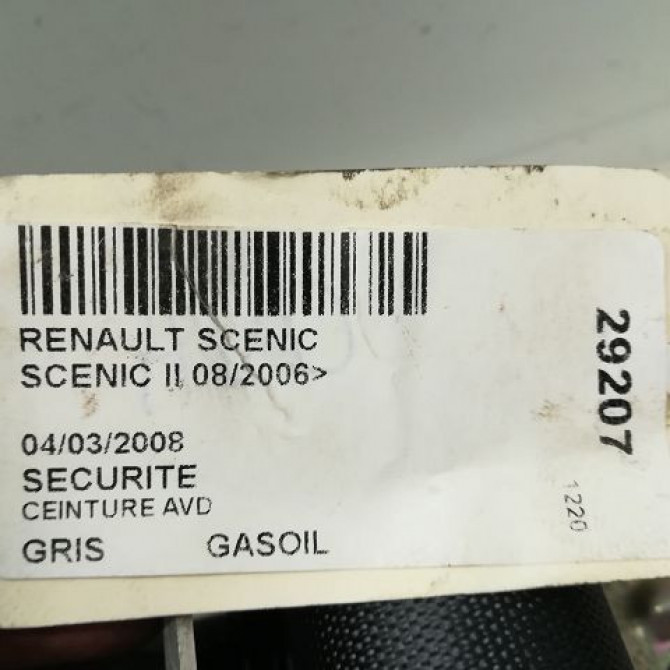 RENAULT SCENIC
SCENIC II 08/2006>
04/03/2008
SECURITE
CEINTURE AVD
GRIS GASOIL
29207
1220